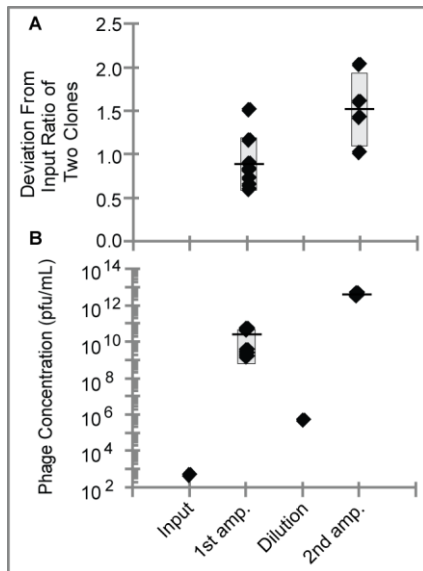 A
Deviation From
Input Ratio of
Two Clones
2.5
2.0
1.5
1.0
0.5
0.0
B
Phage Concentration (pfu/mL)
10^14
10^12
10^10
10^8
10^6
10^4
10^2
Input
1st amp.
Dilution
2nd amp.